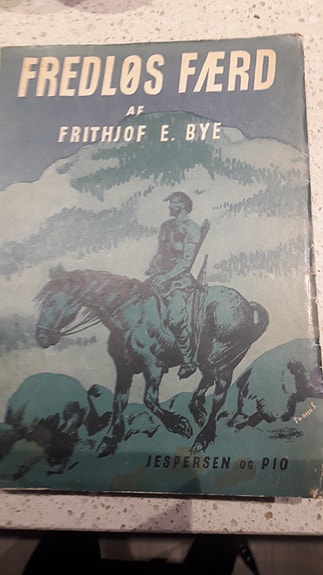 FREDLØS FÆRD
AF
FRITHJOF E. BYE
JESPERSEN OG PIO